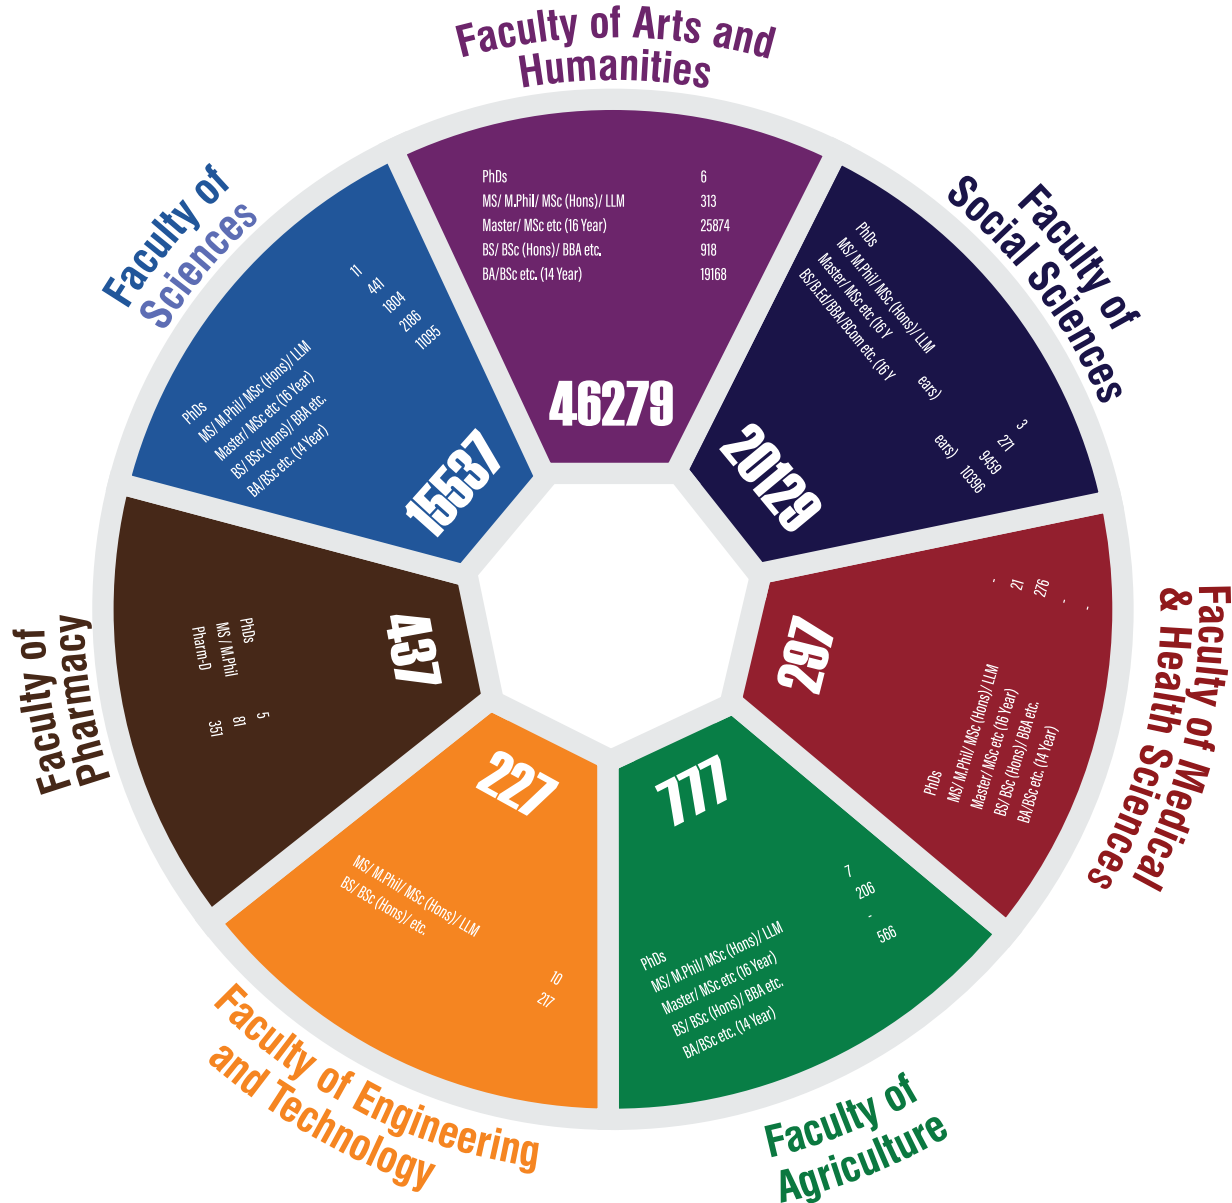 Faculty of Arts and
Humanities
PhDs 6
MS/ M.Phil/ MSc (Hons)/ LLM 313
Master/ MSc etc (16 Year) 25874
BS/ BSc (Hons)/ BBA etc. 918
BA/BSc etc. (14 Year) 19168
46279
Faculty of
Social Sciences
PhDs 3
MS/ M.Phil/ MSc (Hons)/ LLM 271
Master/ MSc etc (16 Y ears) 9459
BS/B.Ed/BBA/BCom etc. (16 Y ears) 10396
20129
Faculty of Medical
& Health Sciences
PhDs -
MS/ M.Phil/ MSc (Hons)/ LLM 21
Master/ MSc etc (16 Year) 276
BS/ BSc (Hons)/ BBA etc. -
BA/BSc etc. (14 Year) -
297
Faculty of
Agriculture
PhDs 7
MS/ M.Phil/ MSc (Hons)/ LLM 206
Master/ MSc etc (16 Year) -
BS/ BSc (Hons)/ BBA etc. 566
BA/BSc etc. (14 Year)
777
Faculty of Engineering
and Technology
MS/ M.Phil/ MSc (Hons)/ LLM 10
BS/ BSc (Hons)/ etc. 217
227
Faculty of
Pharmacy
PhDs 5
MS / M.Phil 81
Pharm-D 351
437
Faculty of
Sciences
PhDs 11
MS/ M.Phil/ MSc (Hons)/ LLM 441
Master/ MSc etc (16 Year) 1804
BS/ BSc (Hons)/ BBA etc. 2186
BA/BSc etc. (14 Year) 11095
15537